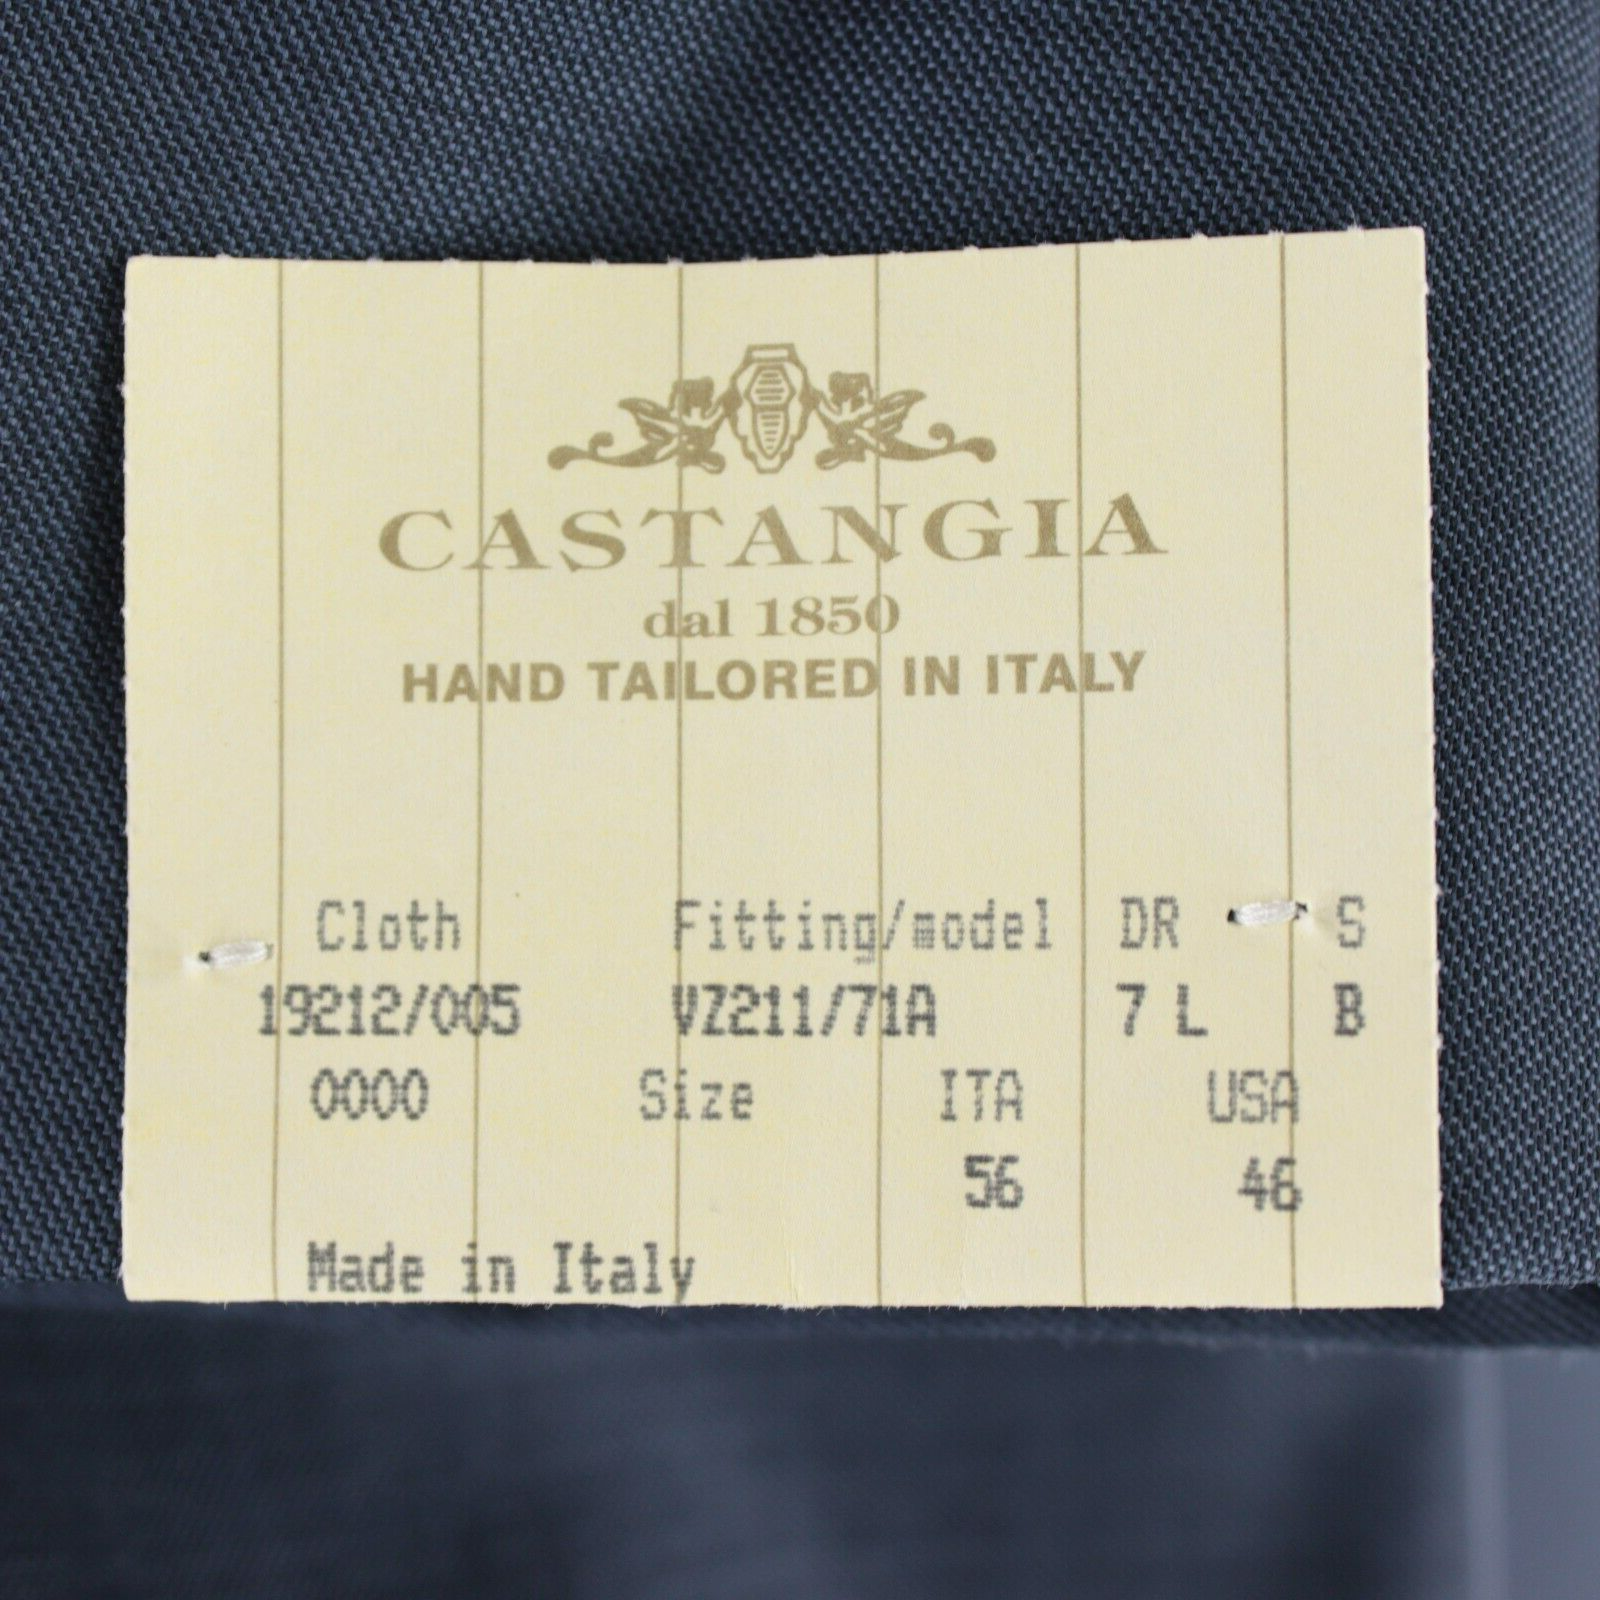 CASTANGIA
dal 1850
HAND TAILORED IN ITALY
Cloth Fitting/model DR S
19212/005 VZ211/71A 7 L B
0000 Size ITA USA
56 46
Made in Italy